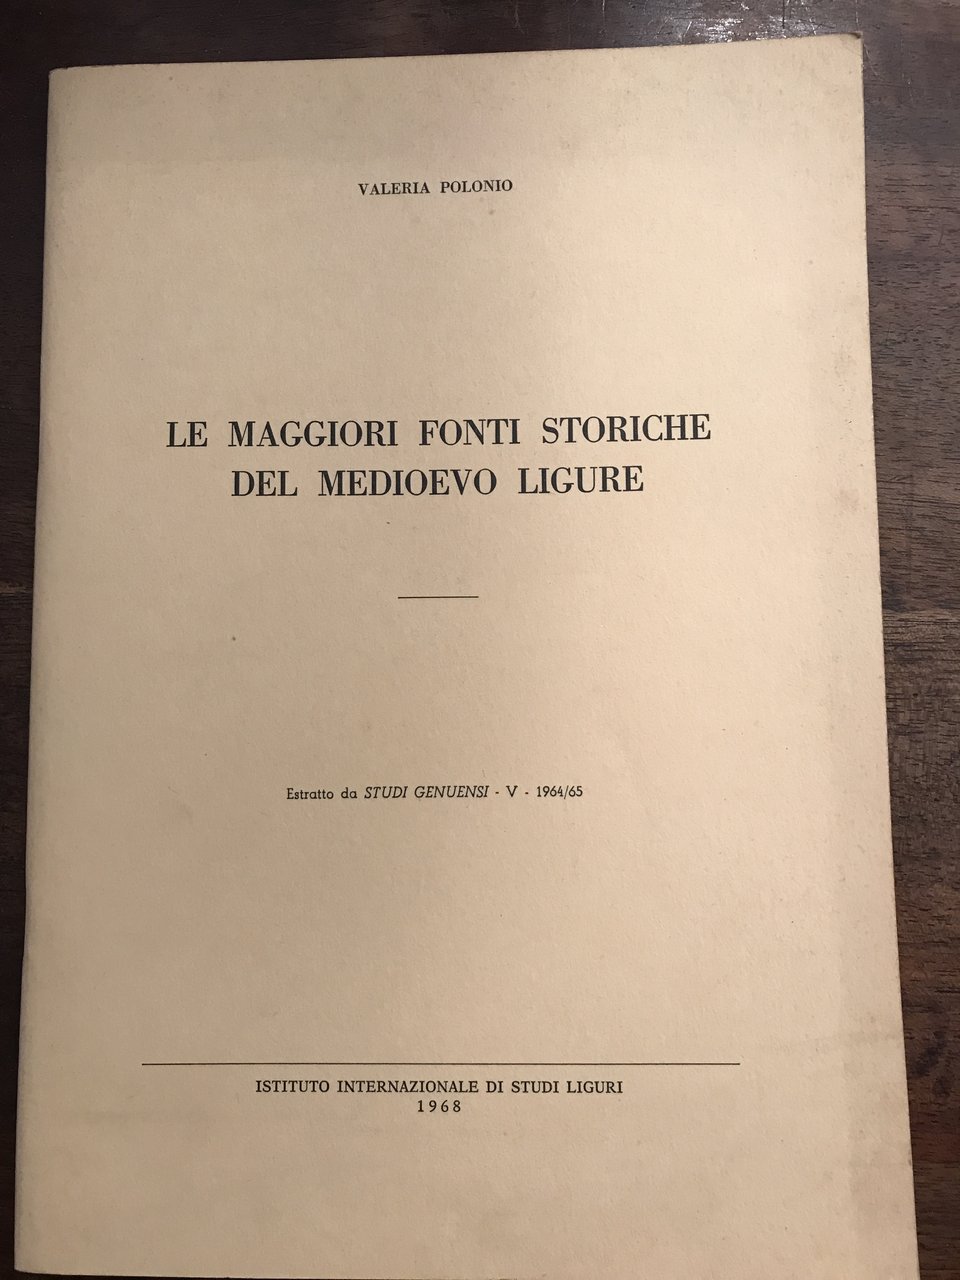 VALERIA POLONIO
LE MAGGIORI FONTI STORICHE
DEL MEDIOEVO LIGURE
Estratto da STUDI GENUENSI - V - 1964/65
ISTITUTO INTERNAZIONALE DI STUDI LIGURI
1968